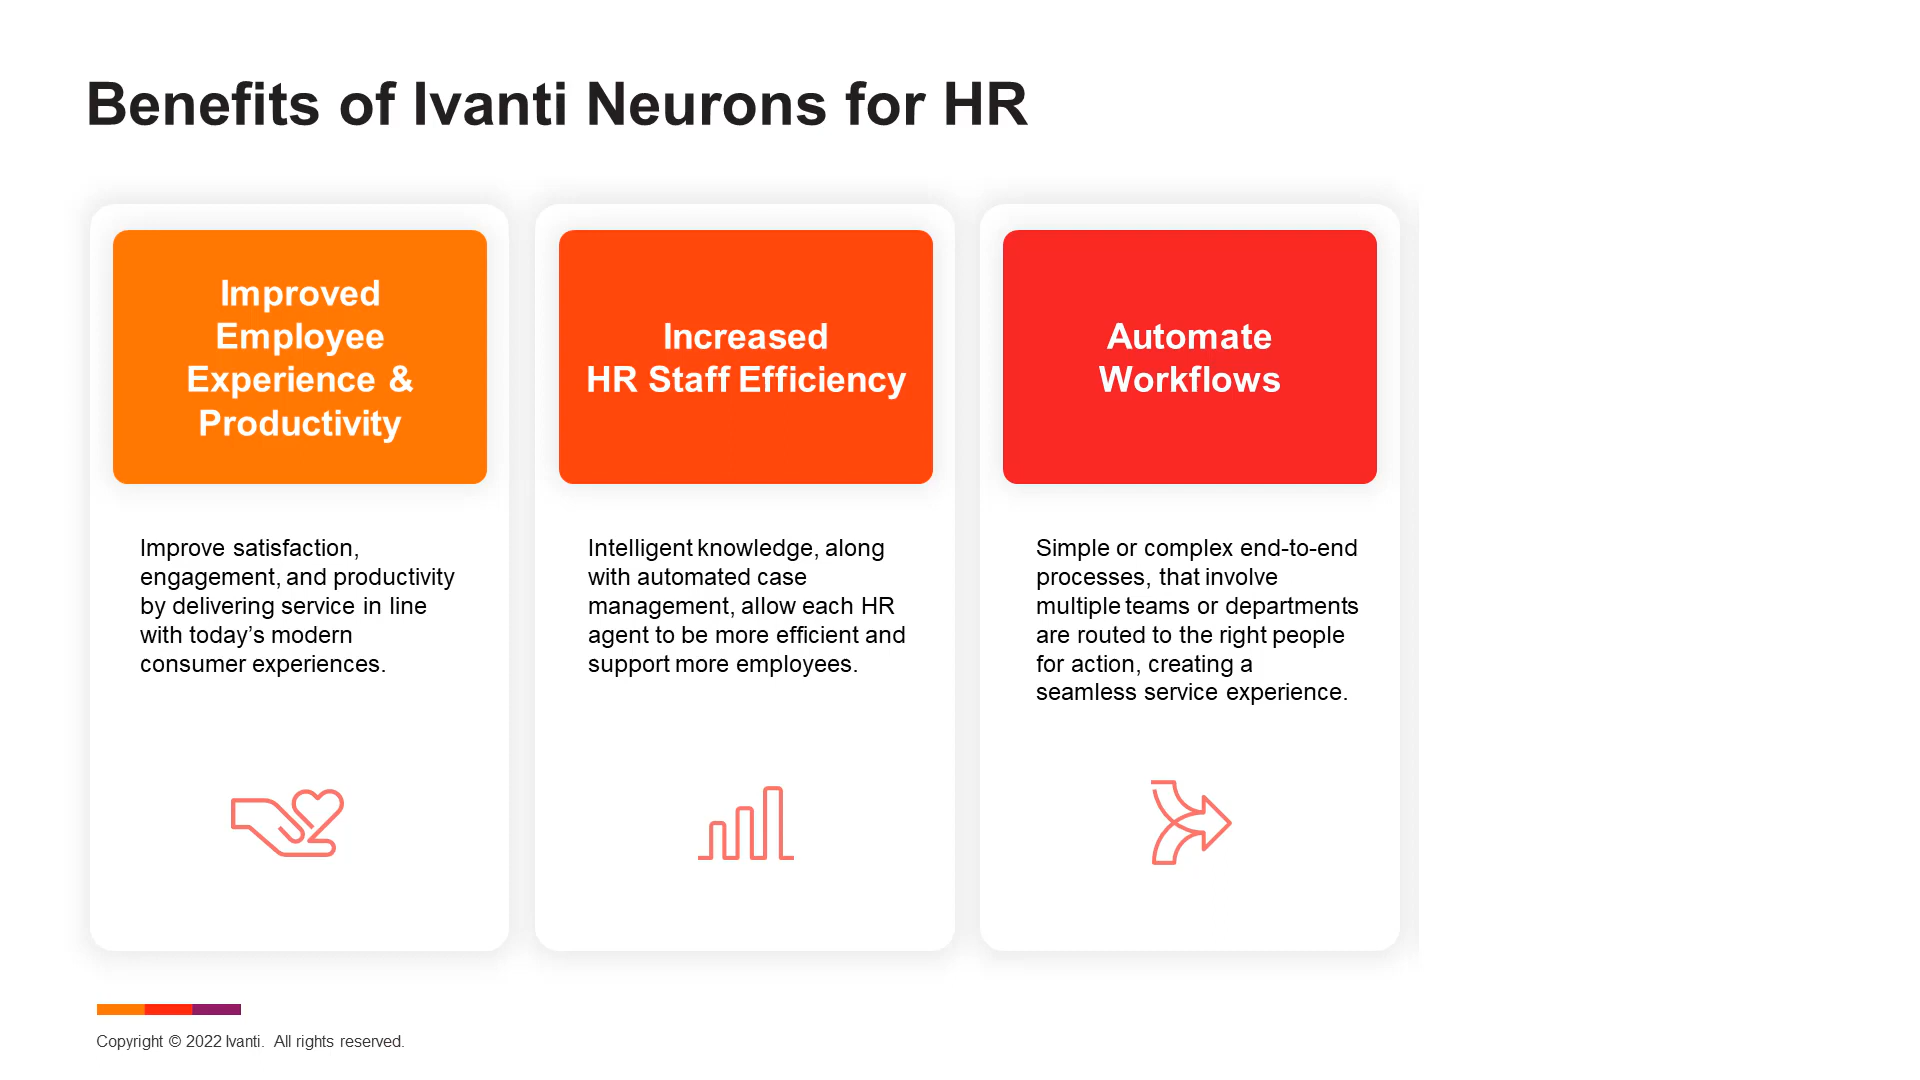 Benefits of Ivanti Neurons for HR
Improved
Employee
Experience &
Productivity
Improve satisfaction,
engagement, and productivity
by delivering service in line
with today’s modern
consumer experiences.
Increased
HR Staff Efficiency
Intelligent knowledge, along
with automated case
management, allow each HR
agent to be more efficient and
support more employees.
Automate
Workflows
Simple or complex end-to-end
processes, that involve
multiple teams or departments
are routed to the right people
for action, creating a
seamless service experience.
Copyright © 2022 Ivanti. All rights reserved.